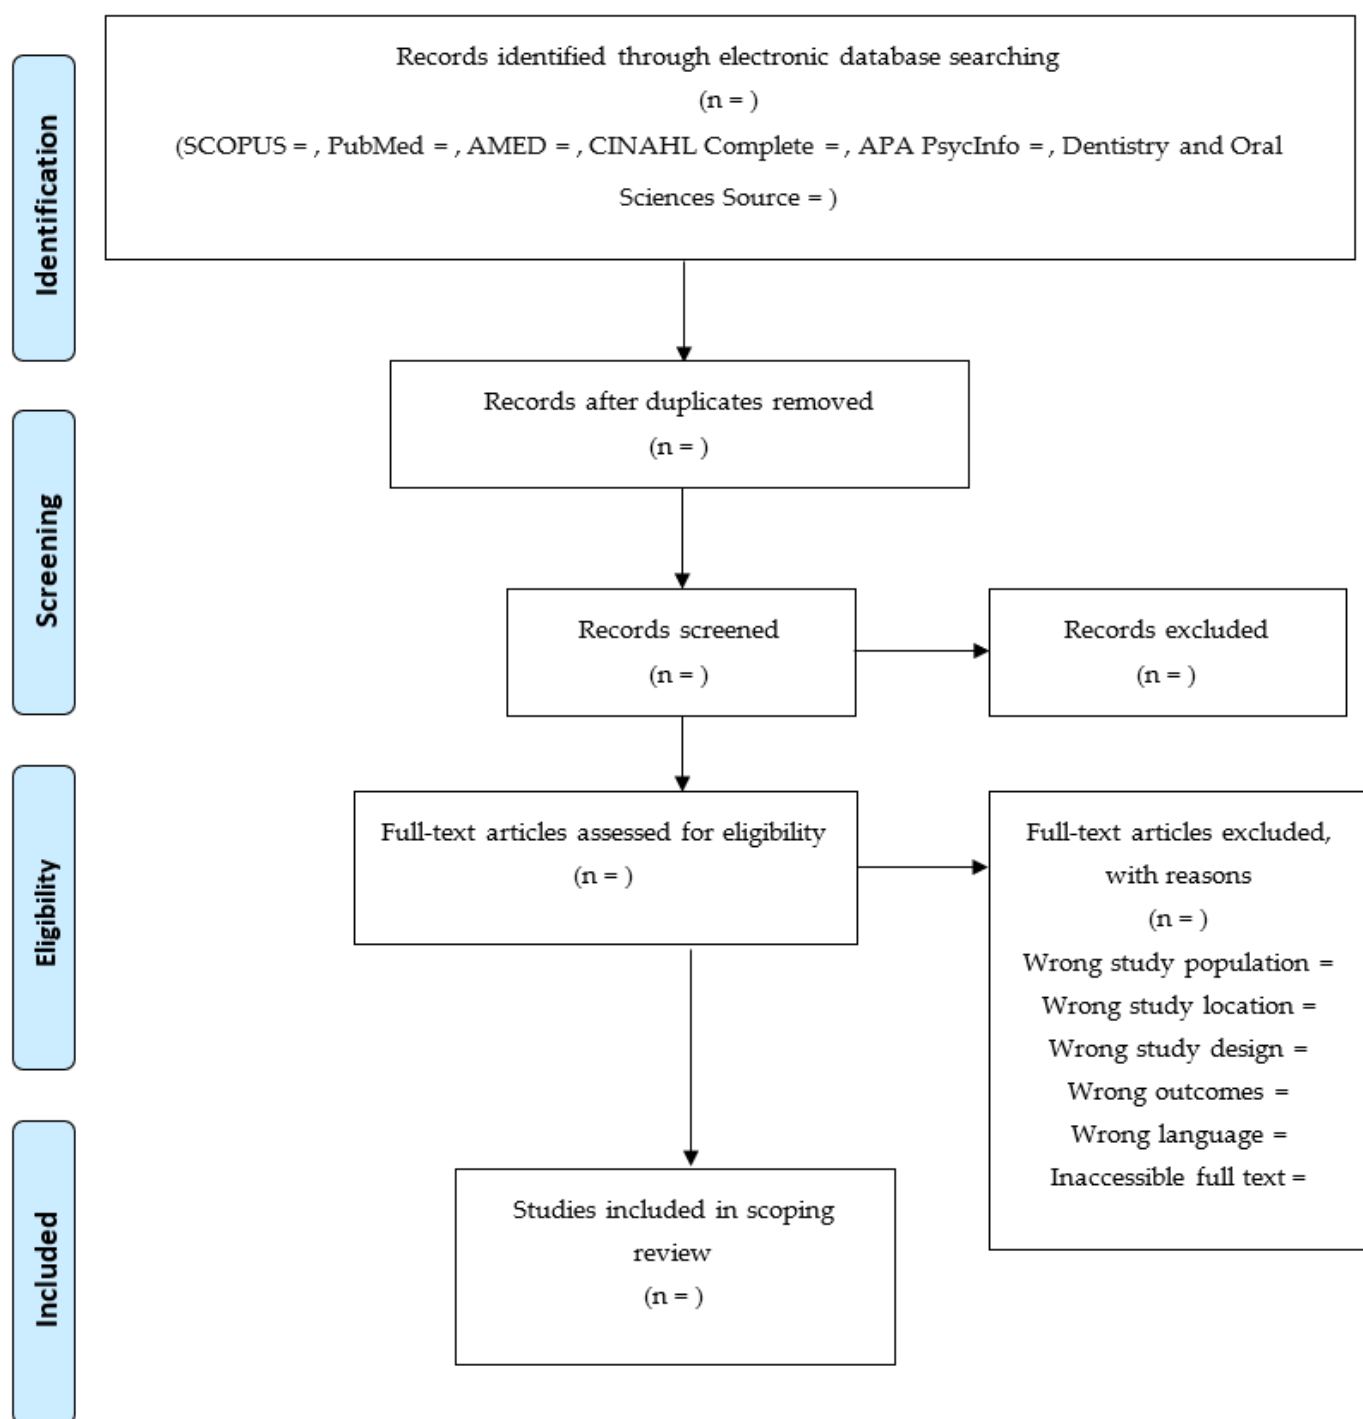 Identification
Records identified through electronic database searching
(n = )
(SCOPUS = , PubMed = , AMED = , CINAHL Complete = , APA PsycInfo = , Dentistry and Oral
Sciences Source = )
Records after duplicates removed
(n = )
Screening
Records screened
(n = )
Records excluded
(n = )
Eligibility
Full-text articles assessed for eligibility
(n = )
Full-text articles excluded,
with reasons
(n = )
Wrong study population =
Wrong study location =
Wrong study design =
Wrong outcomes =
Wrong language =
Inaccessible full text =
Included
Studies included in scoping
review
(n = )